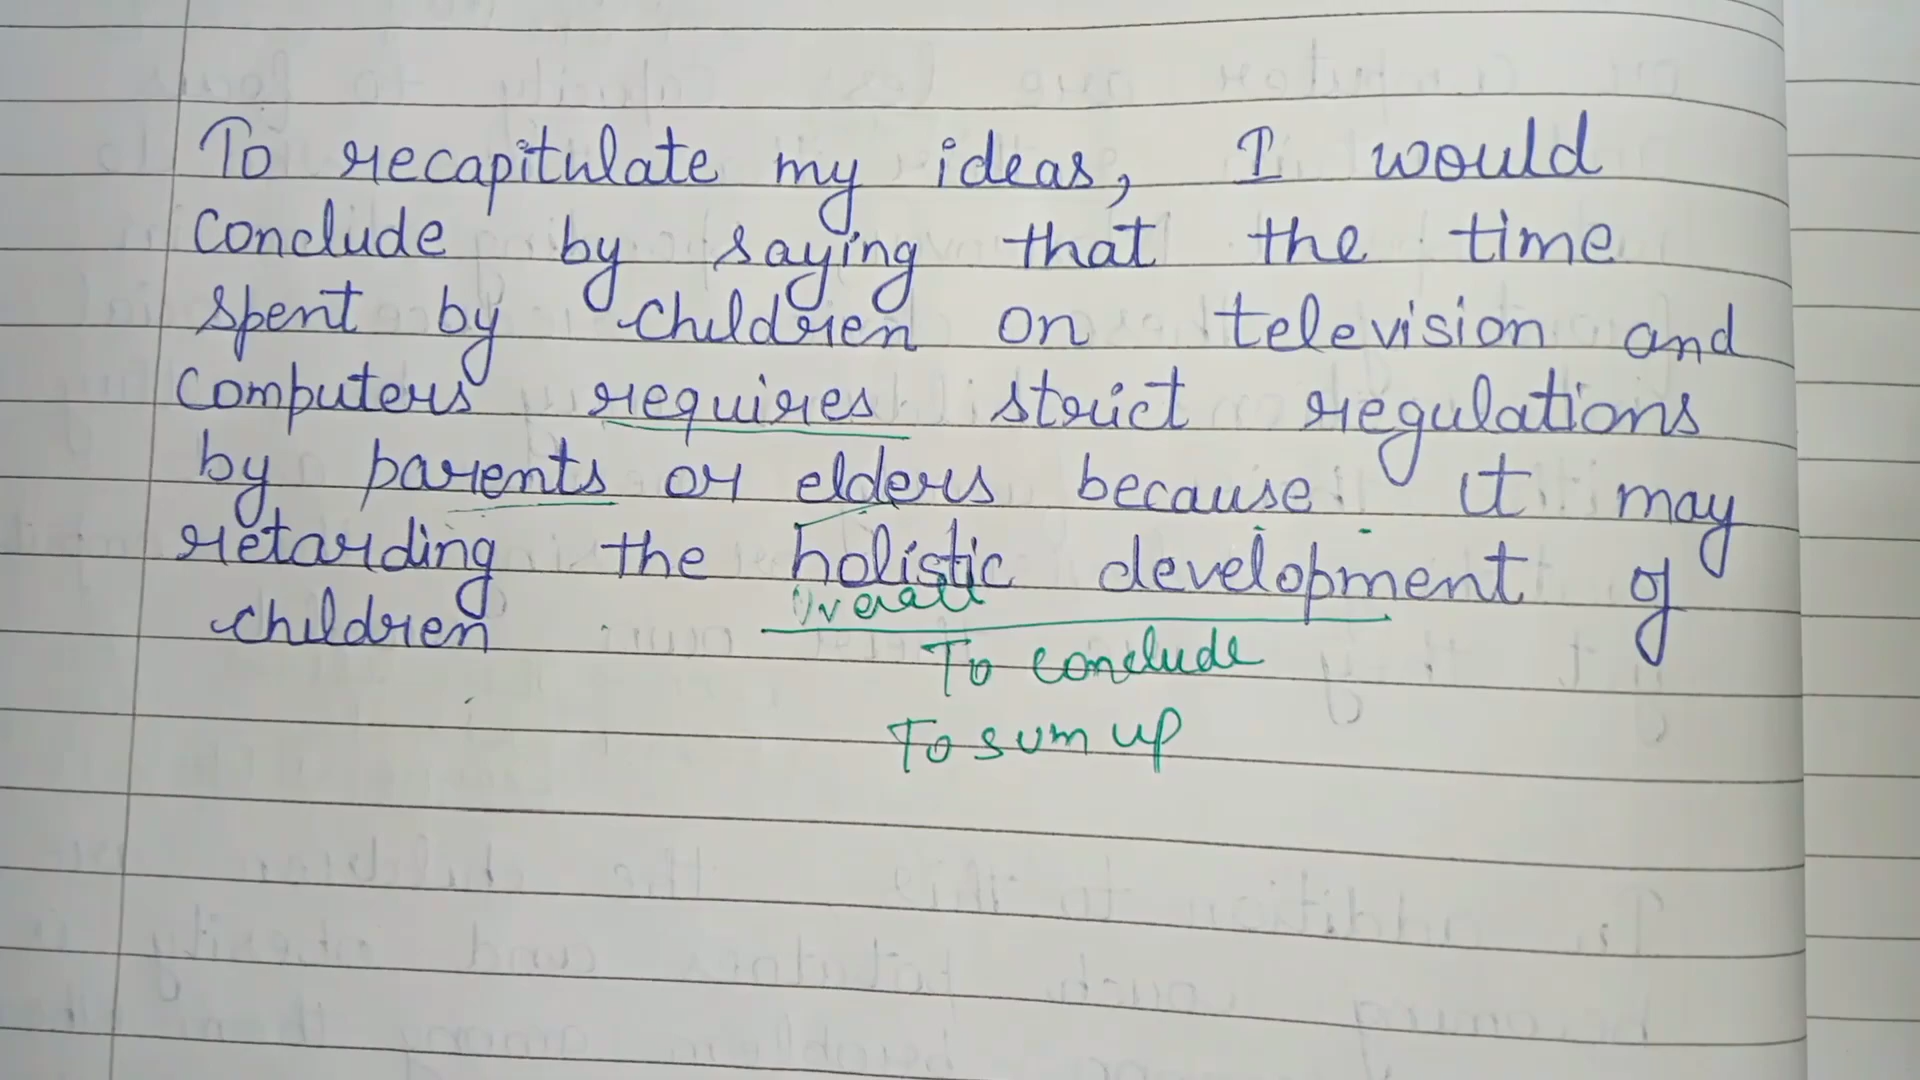 To recapitulate my ideas, I would
conclude by saying that the time
spent by children on television and
computers requires strict regulations
by parents or elders because it may
retarding the holistic development of
overall
children
To conclude
To sum up